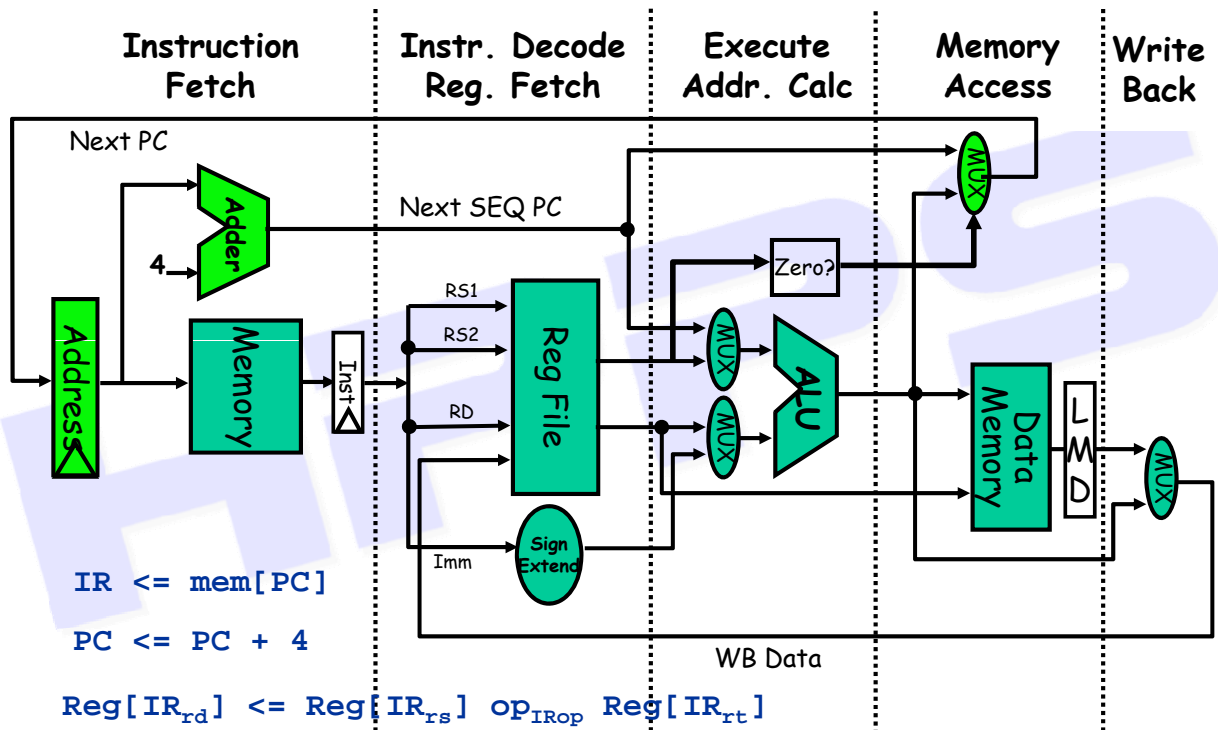 Instruction
Fetch
Instr. Decode
Reg. Fetch
Execute
Addr. Calc
Memory
Access
Write
Back
Next PC
Adder
4
Next SEQ PC
MUX
Zero?
Address
Memory
Inst
RS1
RS2
RD
Reg File
MUX
MUX
ALU
Data
Memory
L
M
D
MUX
Imm
Sign
Extend
WB Data
HIPPS
IR <= mem[PC]
PC <= PC + 4
Reg[IRrd] <= Reg[IRrs] opIRop Reg[IRrt]